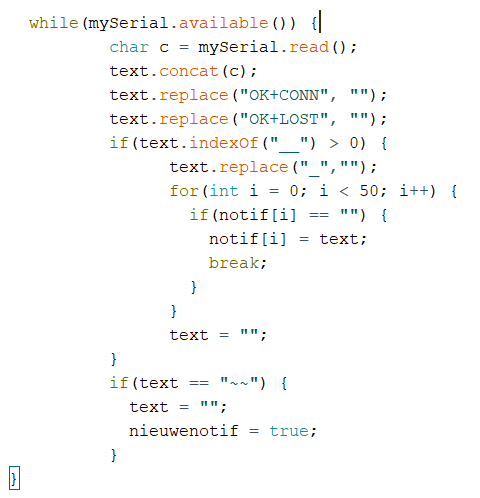 while(mySerial.available()) {
char c = mySerial.read();
text.concat(c);
text.replace("OK+CONN", "");
text.replace("OK+LOST", "");
if(text.indexOf("__") > 0) {
text.replace("_","");
for(int i = 0; i < 50; i++) {
if(notif[i] == "") {
notif[i] = text;
break;
}
}
text = "";
}
if(text == "~~") {
text = "";
nieuwenotif = true;
}
}